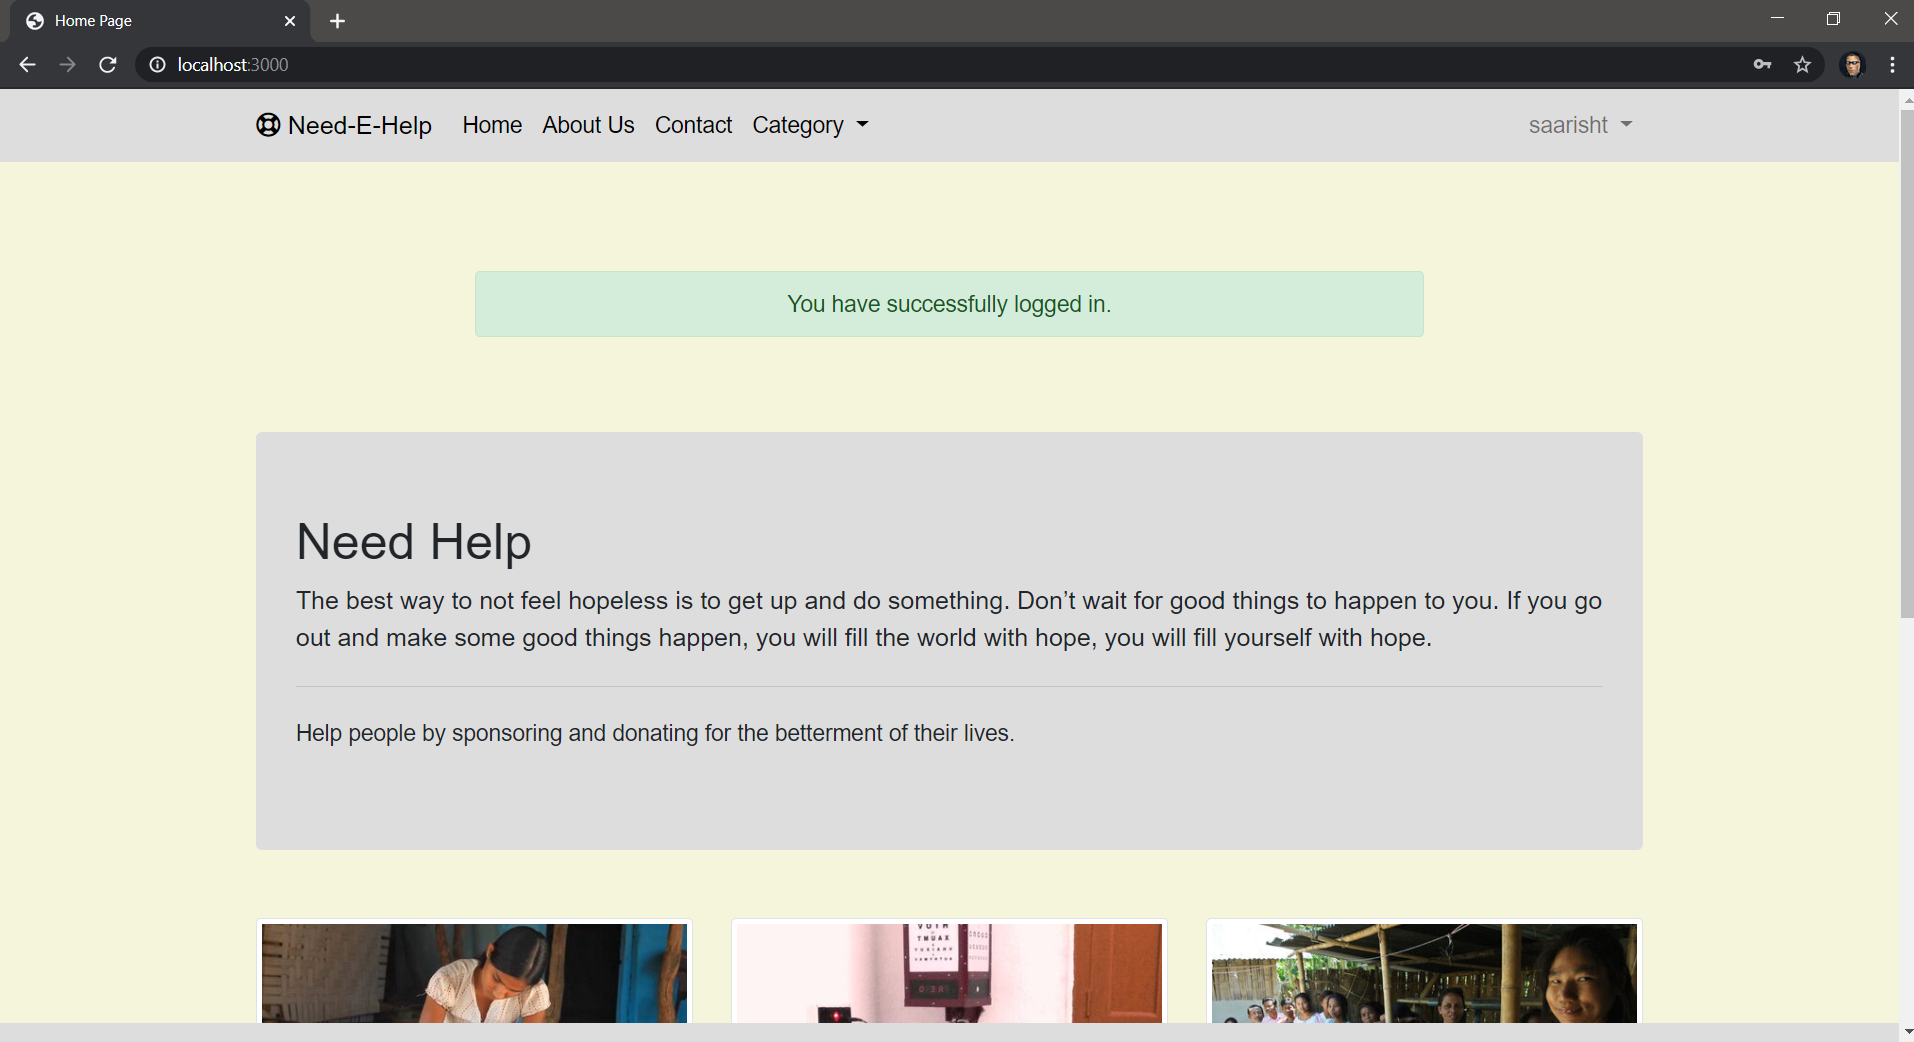 Home Page
localhost:3000
Need-E-Help Home About Us Contact Category saarisht
You have successfully logged in.
Need Help
The best way to not feel hopeless is to get up and do something. Don’t wait for good things to happen to you. If you go
out and make some good things happen, you will fill the world with hope, you will fill yourself with hope.
Help people by sponsoring and donating for the betterment of their lives.
TMUAX